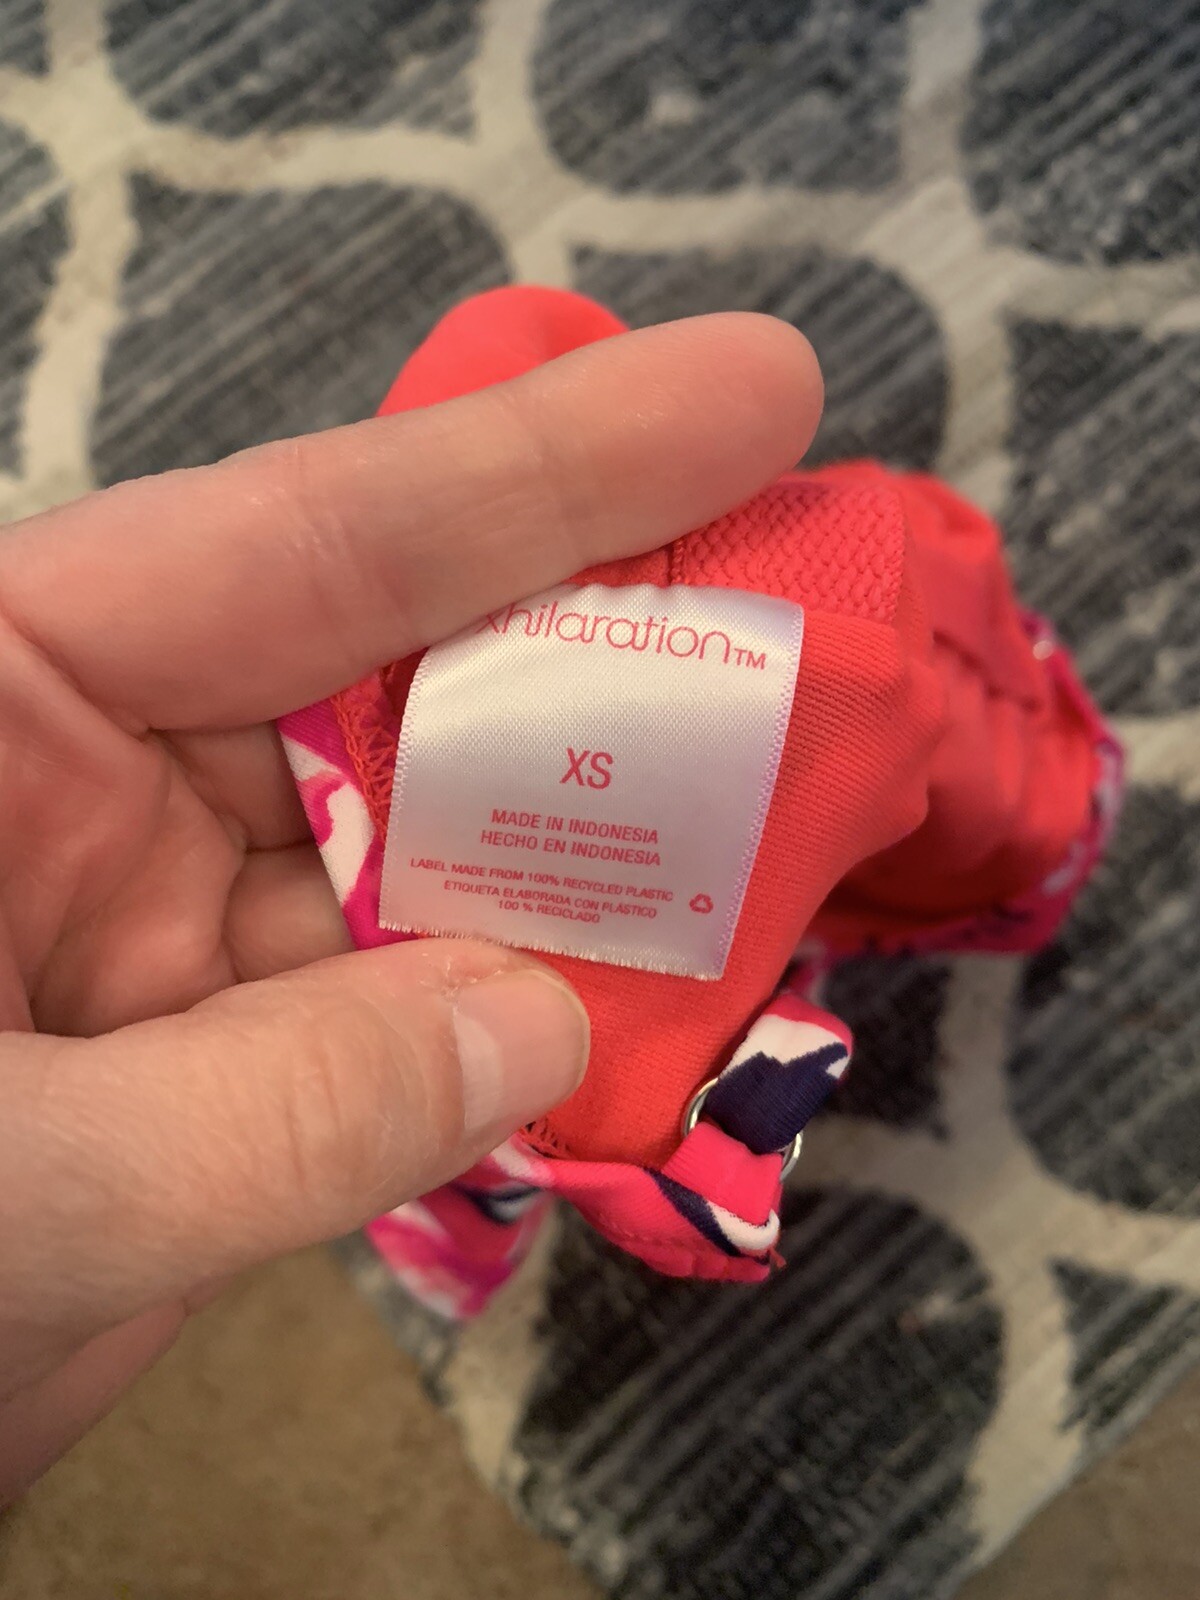 xhilaration™
XS
MADE IN INDONESIA
HECHO EN INDONESIA
LABEL MADE FROM 100% RECYCLED PLASTIC
ETIQUETA ELABORADA CON PLÁSTICO
100 % RECICLADO